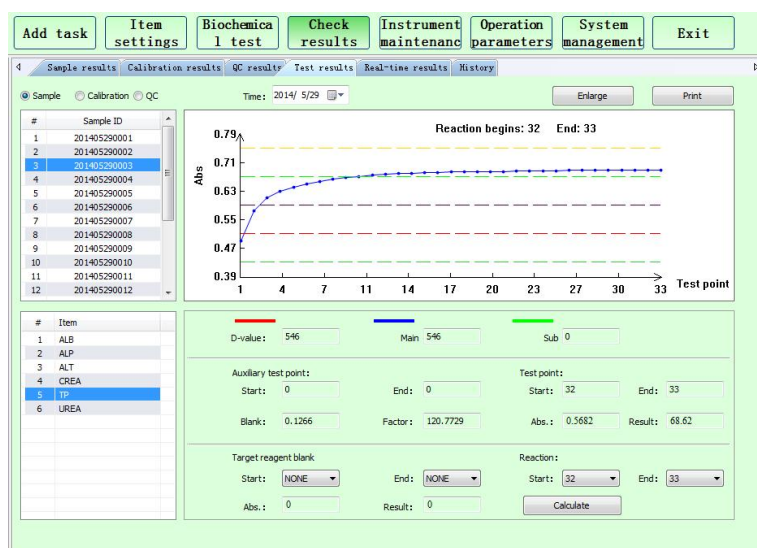 Add task
Item
settings
Biochemica
l test
Check
results
Instrument
maintenanc
Operation
parameters
System
management
Exit
Sample results Calibration results QC results Test results Real-time results History
Sample Calibration QC Time: 2014/ 5/29 Enlarge Print
# Sample ID
1 201405290001
2 201405290002
3 201405290003
4 201405290004
5 201405290005
6 201405290006
7 201405290007
8 201405290008
9 201405290009
10 201405290010
11 201405290011
12 201405290012
Reaction begins: 32 End: 33
Abs
0.79
0.71
0.63
0.55
0.47
0.39
1 4 7 11 14 17 20 23 27 30 33 Test point
# Item
1 ALB
2 ALP
3 ALT
4 CREA
5 TP
6 UREA
D-value: 546 Main 546 Sub 0
Auxiliary test point: Test point:
Start: 0 End: 0 Start: 32 End: 33
Blank: 0.1266 Factor: 120.7729 Abs.: 0.5682 Result: 68.62
Target reagent blank Reaction:
Start: NONE End: NONE Start: 32 End: 33
Abs.: 0 Result: 0 Calculate